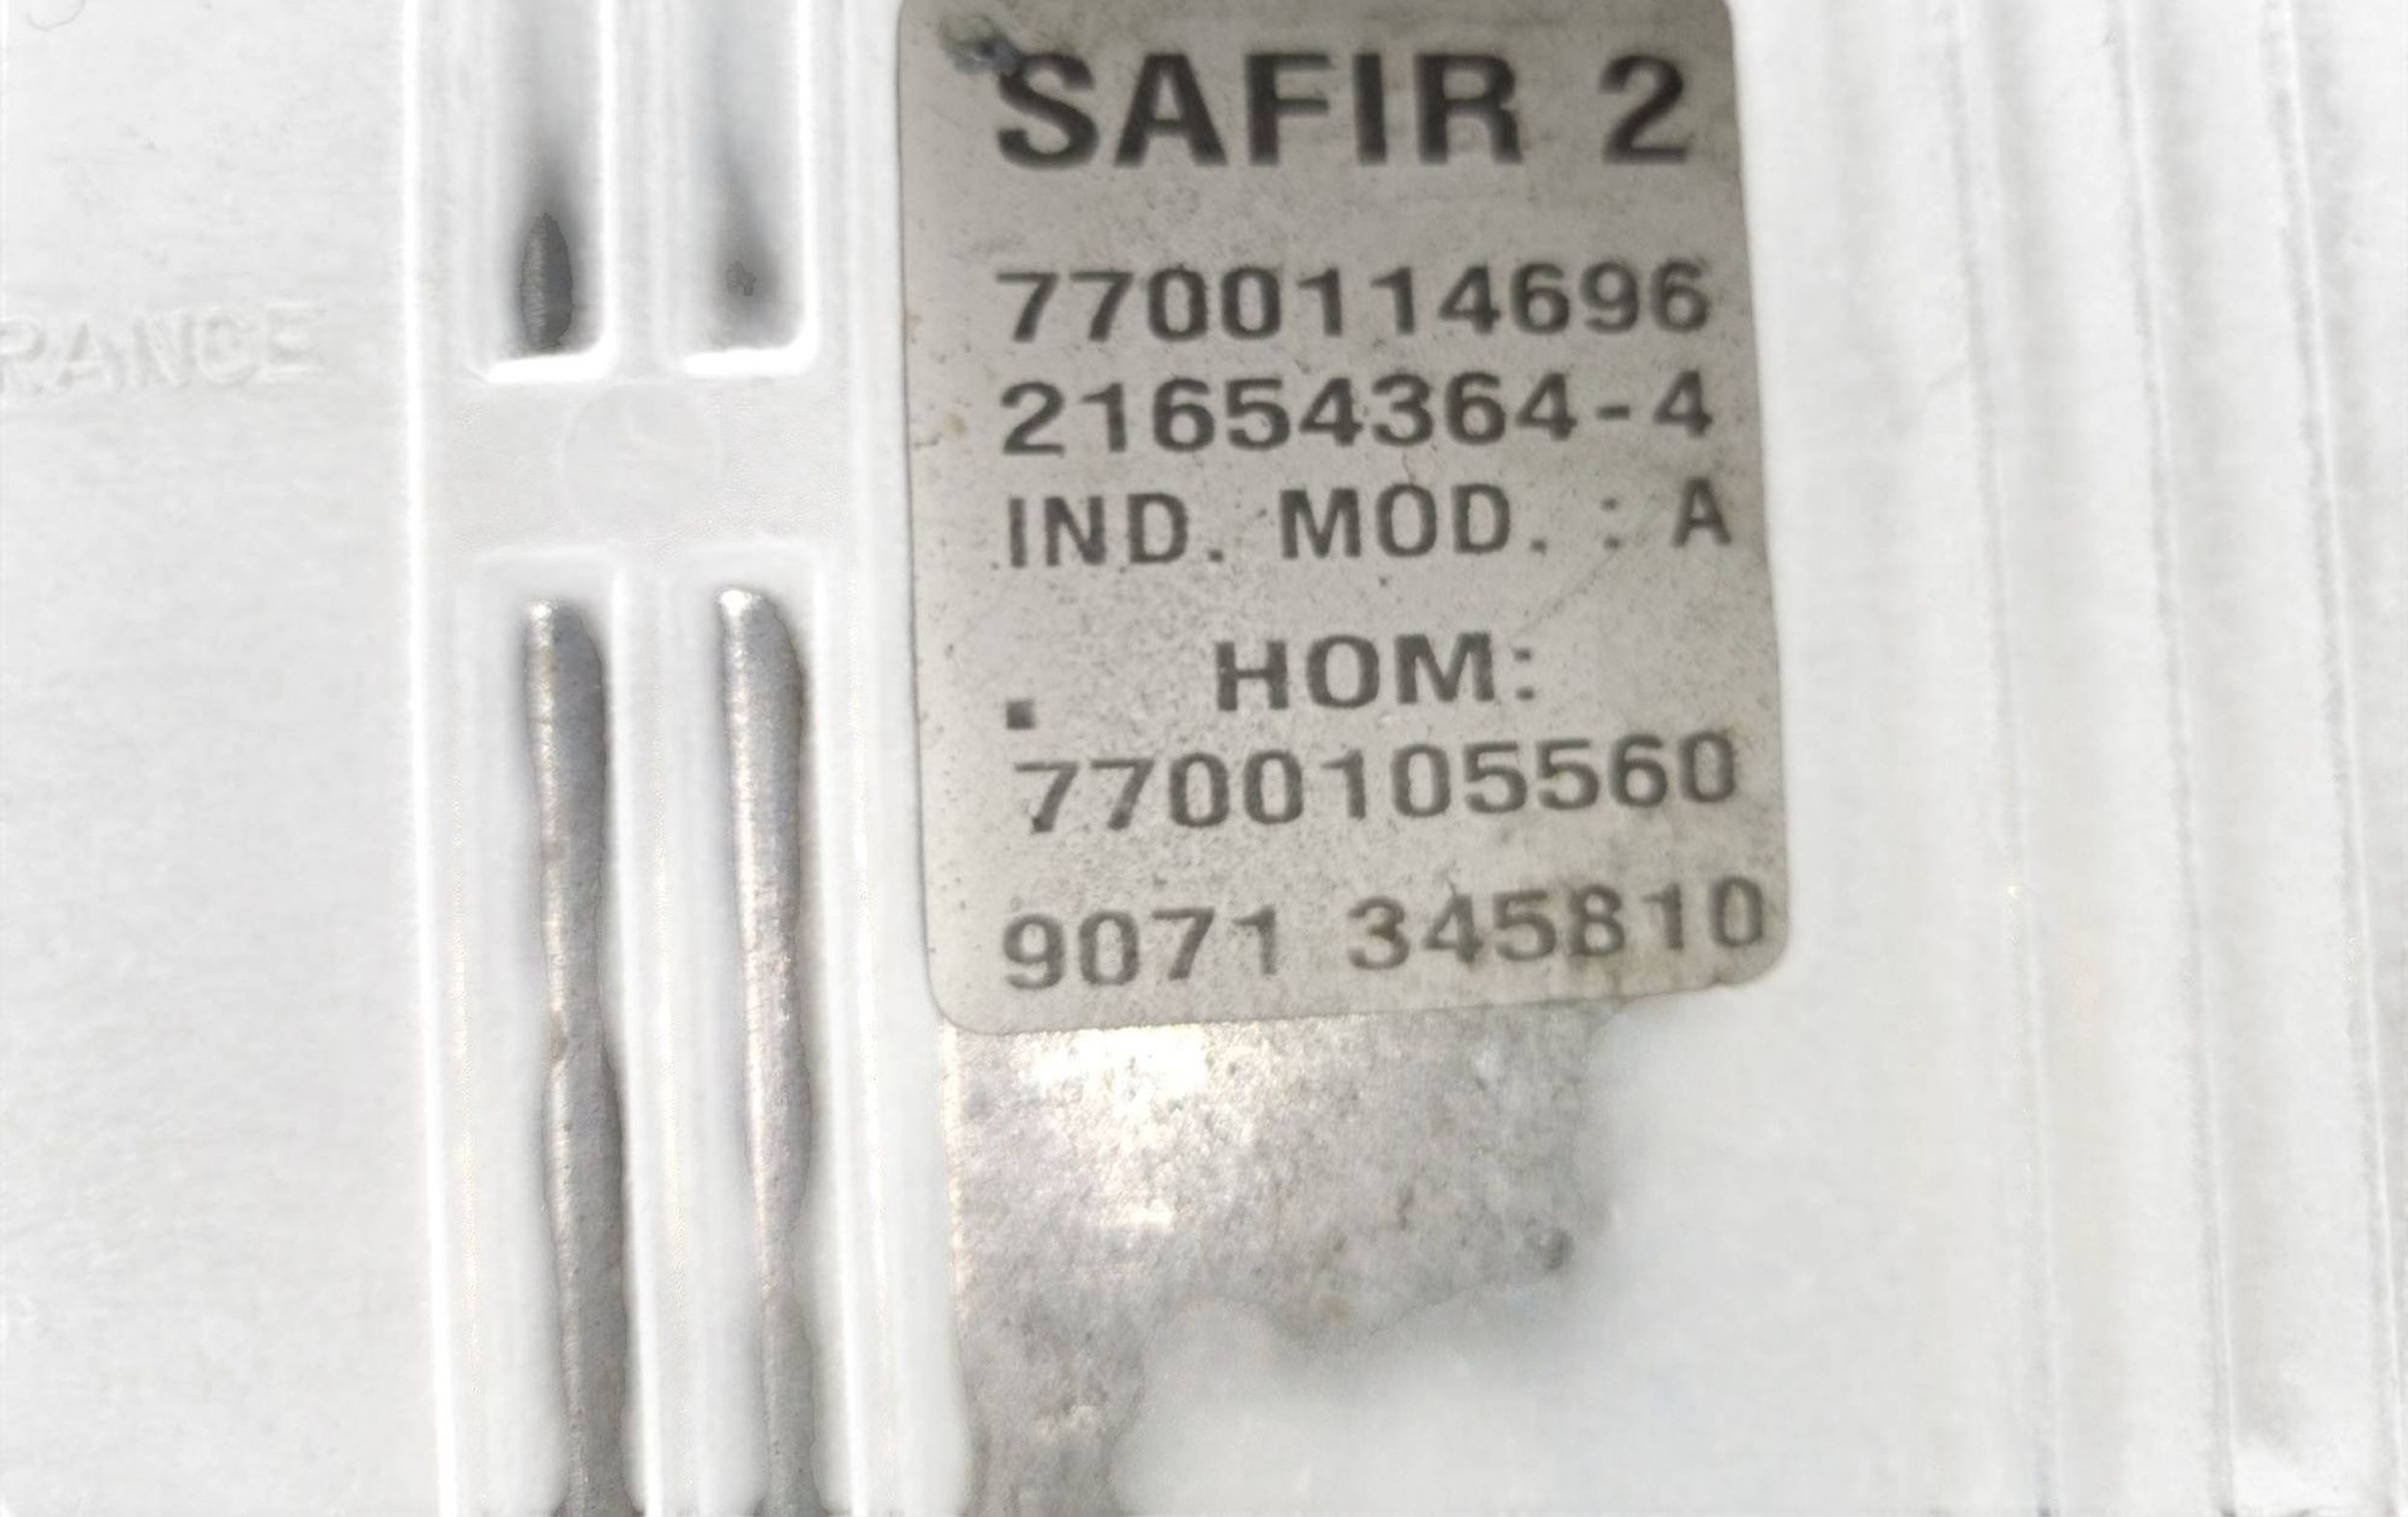 SAFIR 2
7700114696
21654364-4
IND. MOD. : A
. HOM:
7700105560
9071 345810
RANCE